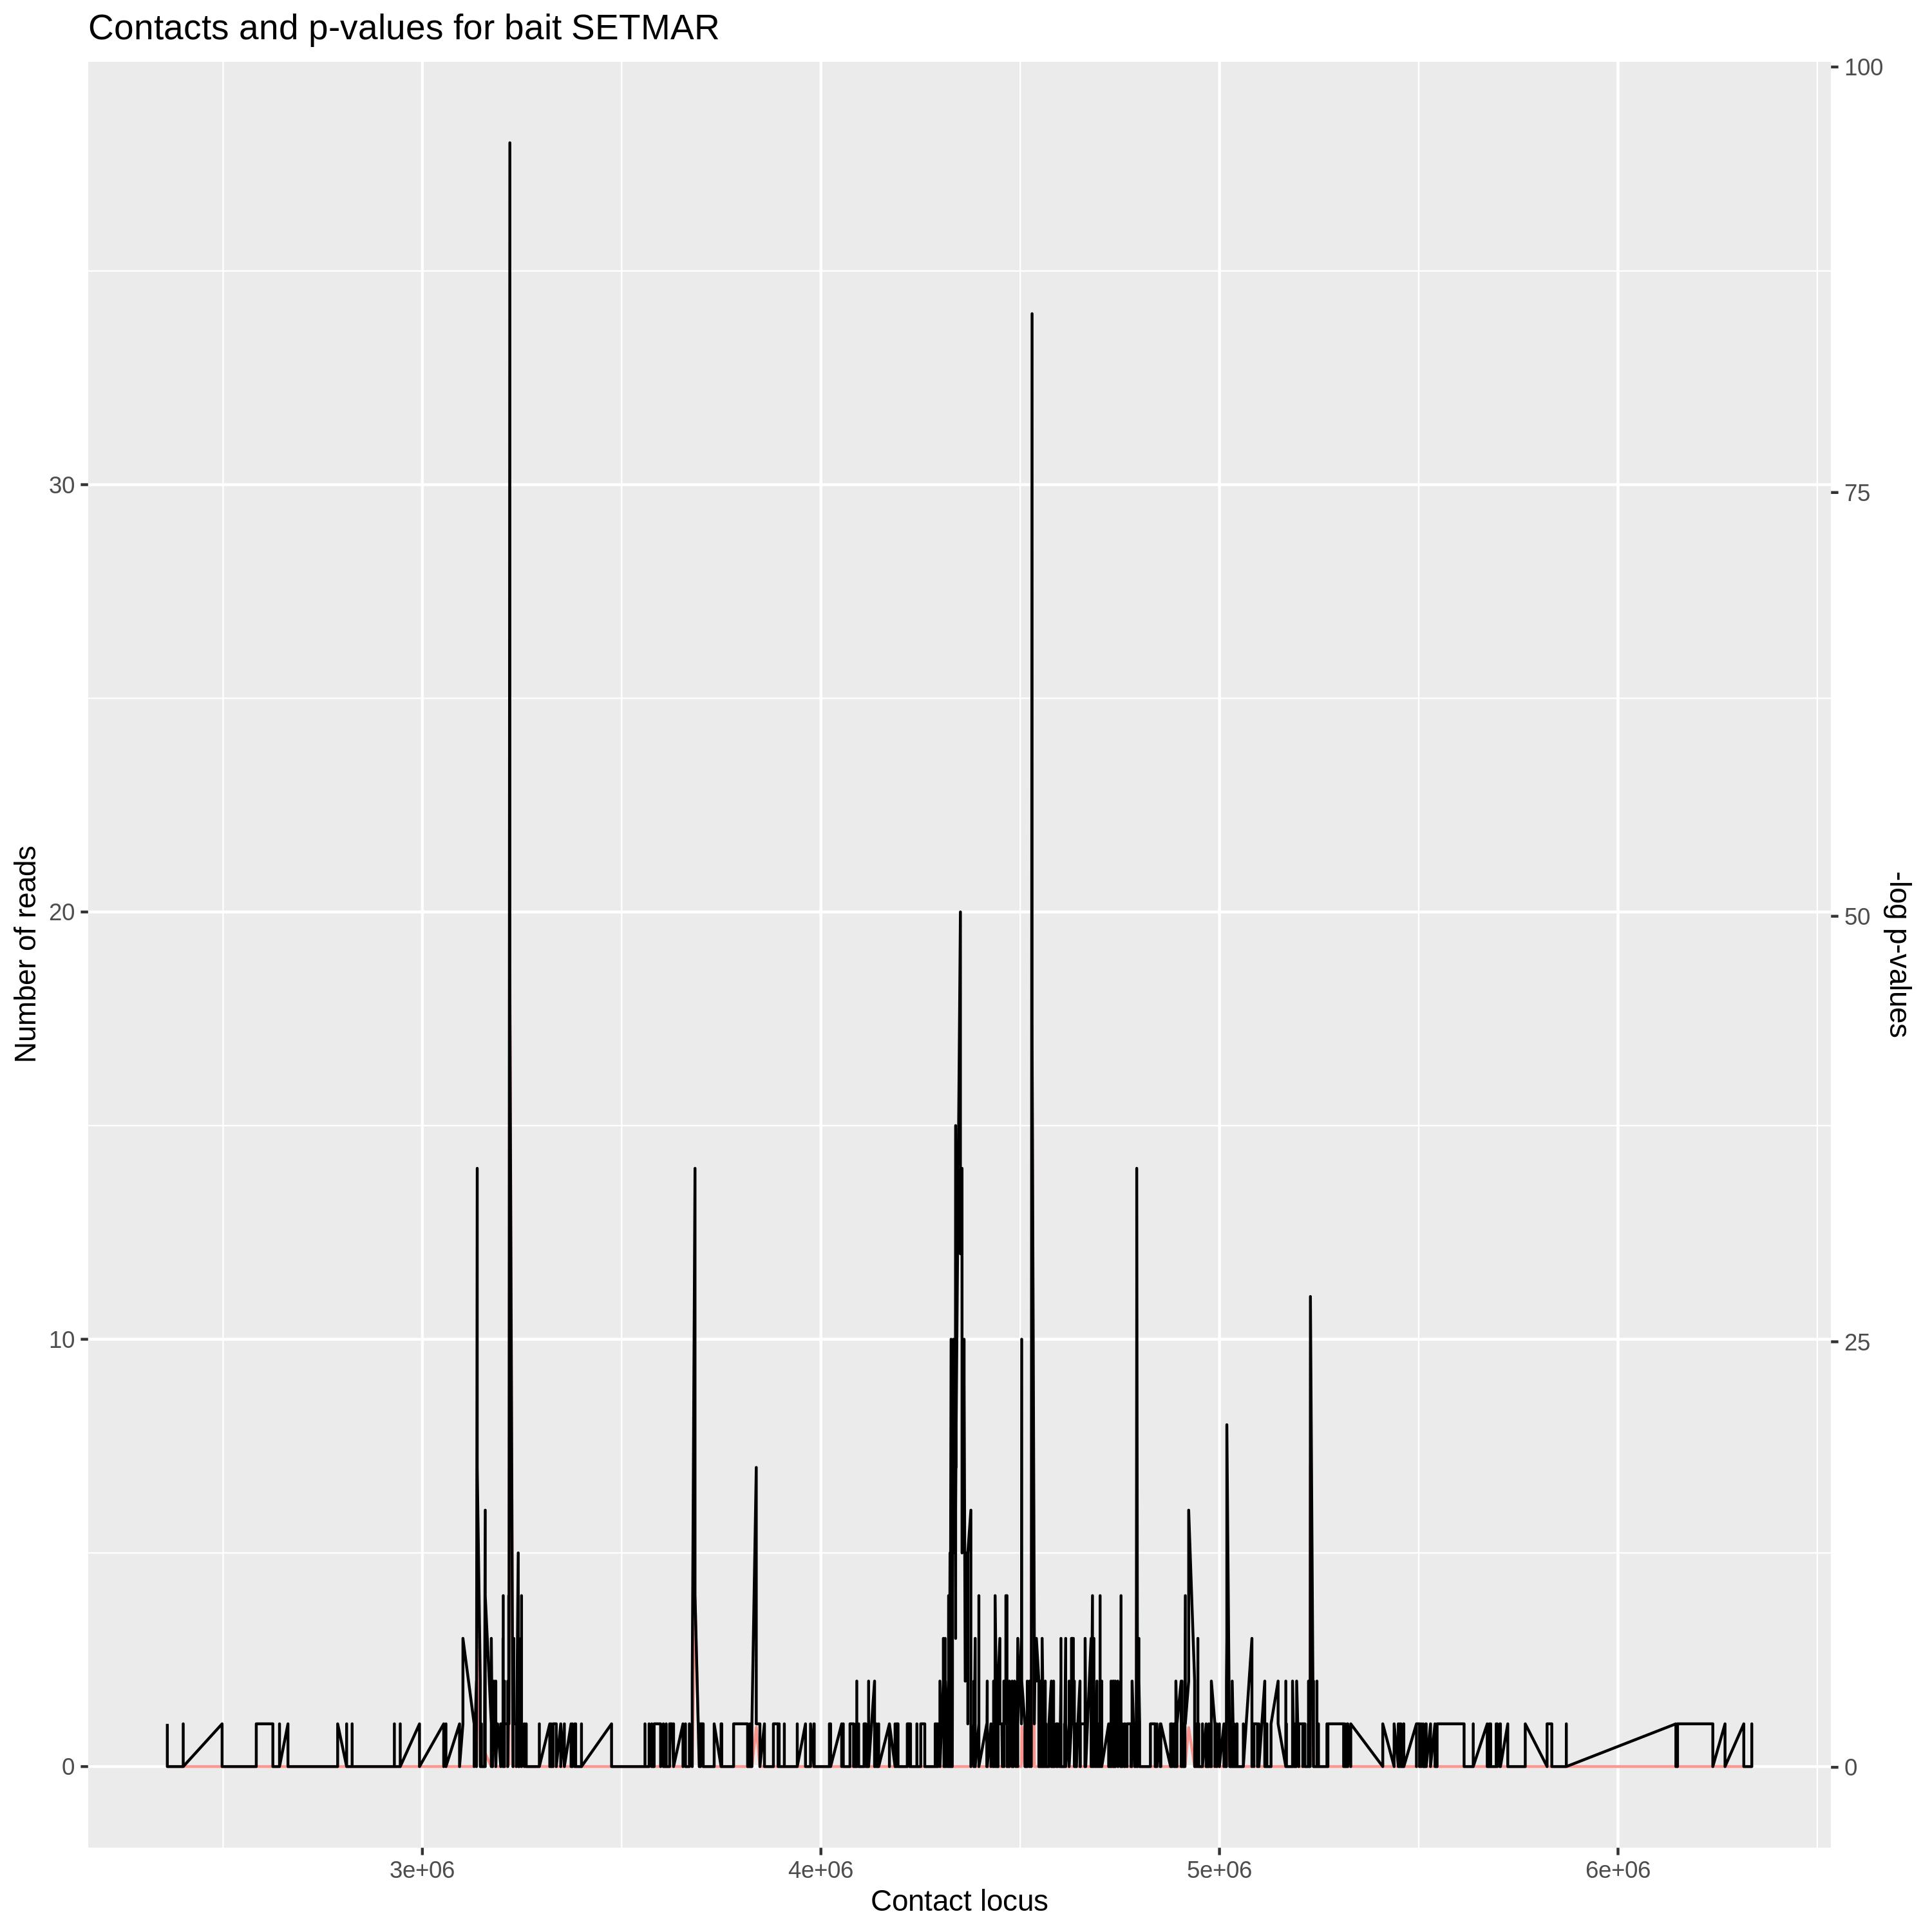 Contacts and p-values for bait SETMAR
Number of reads
30
20
10
0
100
75
50
25
0
-log p-values
3e+06
4e+06
5e+06
6e+06
Contact locus